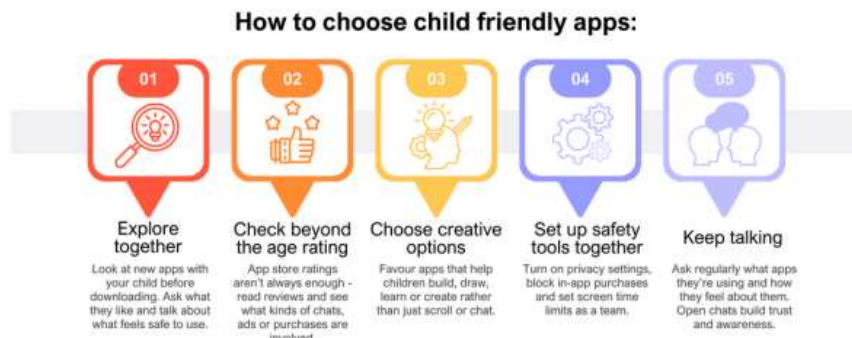 How to choose child friendly apps:
01
02
03
04
05
Explore
together
Look at new apps with
your child before
downloading. Ask what
they like and talk about
what feels safe to use.
Check beyond
the age rating
App store ratings
aren't always enough -
read reviews and see
what kinds of chats,
ads or purchases are
involved
Choose creative
options
Favour apps that help
children build, draw,
learn or create rather
than just scroll or chat.
Set up safety
tools together
Turn on privacy settings,
block in-app purchases
and set screen time
limits as a team.
Keep talking
Ask regularly what apps
they're using and how
they feel about them.
Open chats build trust
and awareness.